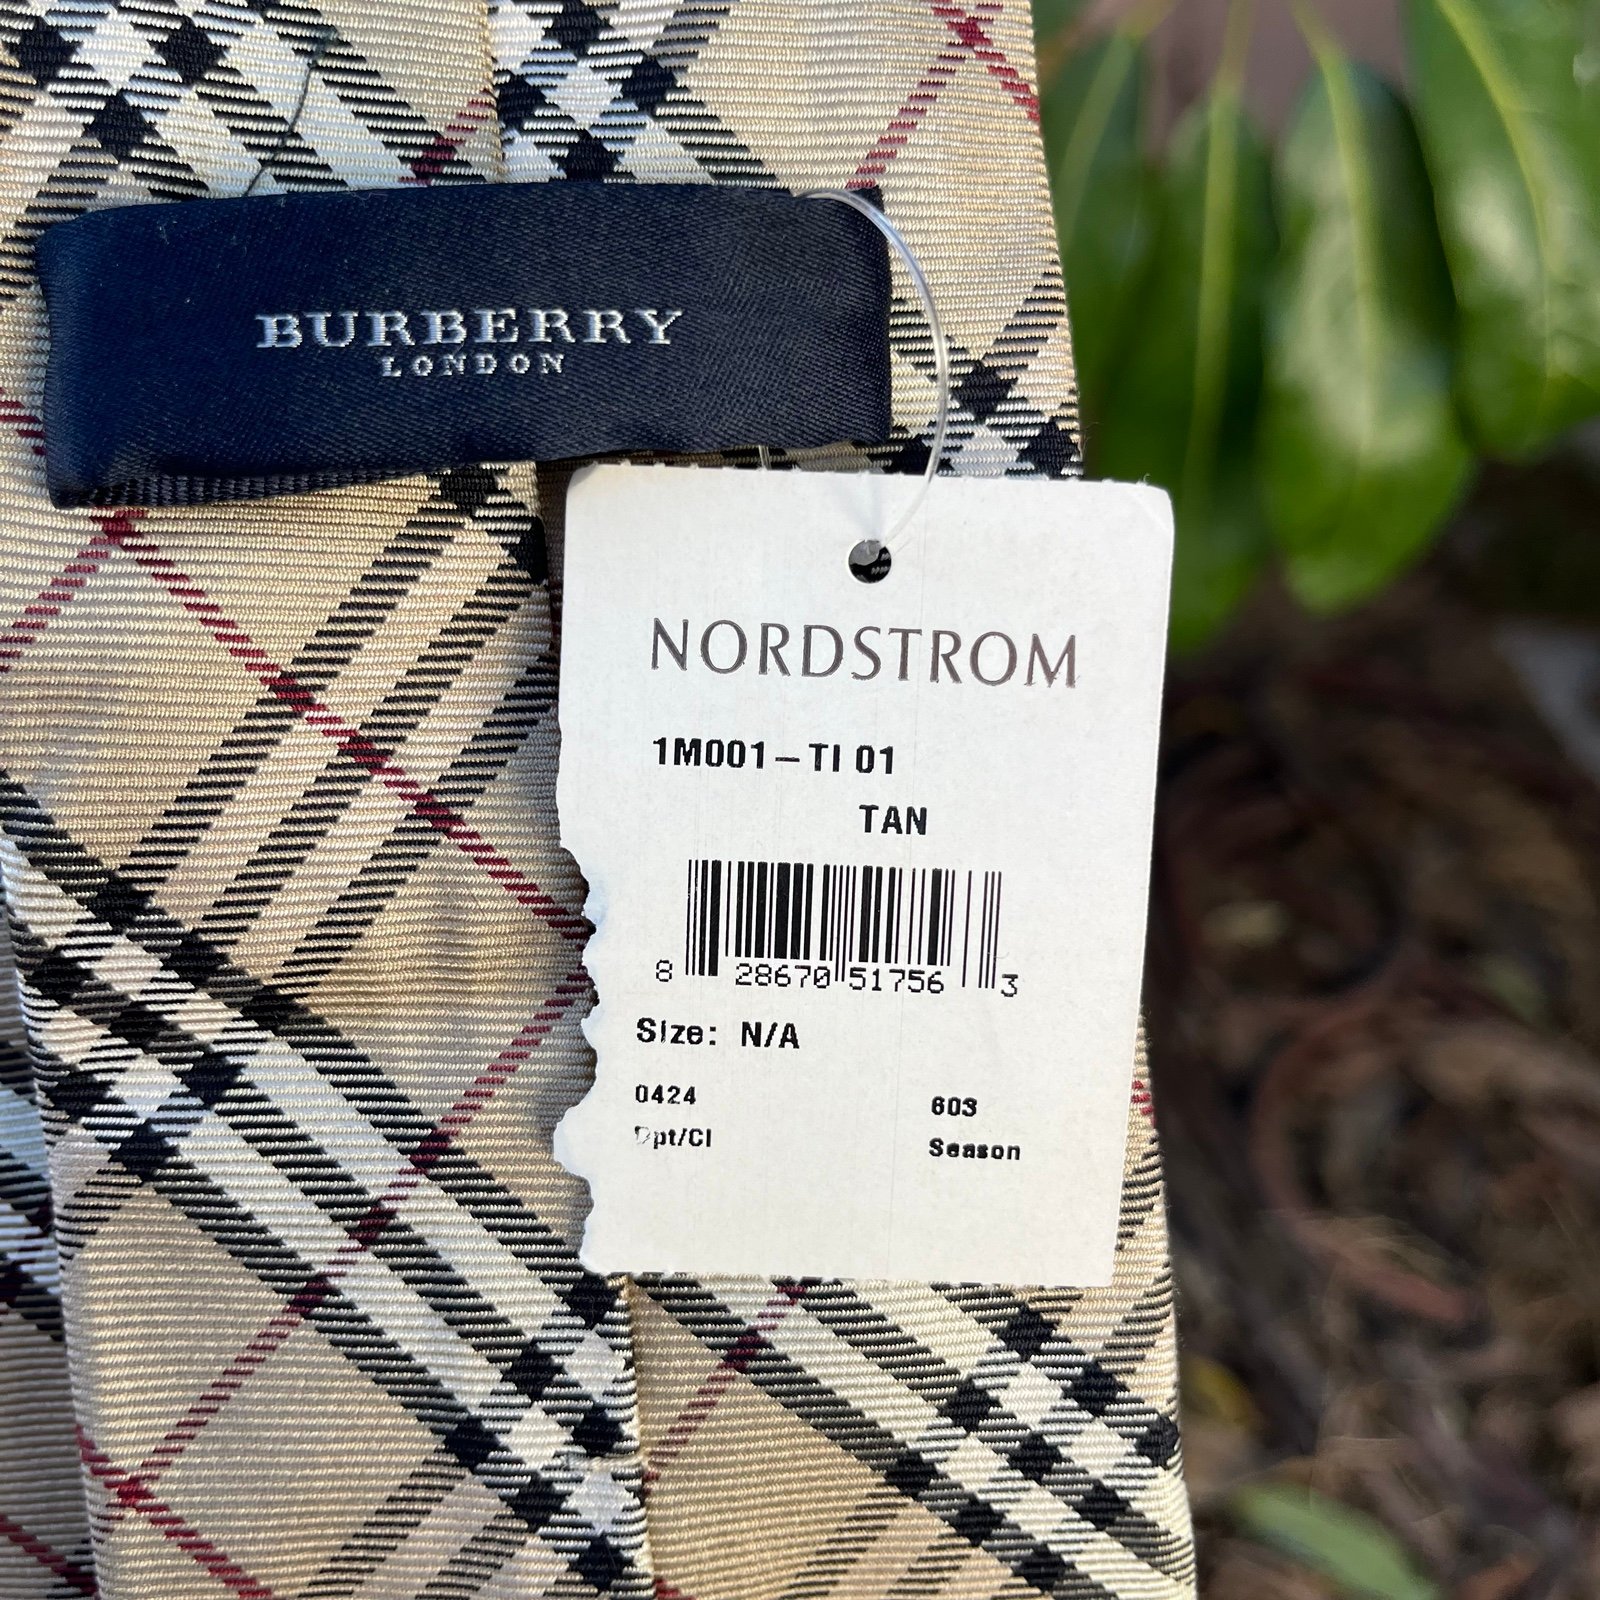 BURBERRY
LONDON
NORDSTROM
1M001-TI 01
TAN
8 28670 51756 3
Size: N/A
0424 603
Dpt/Cl Season